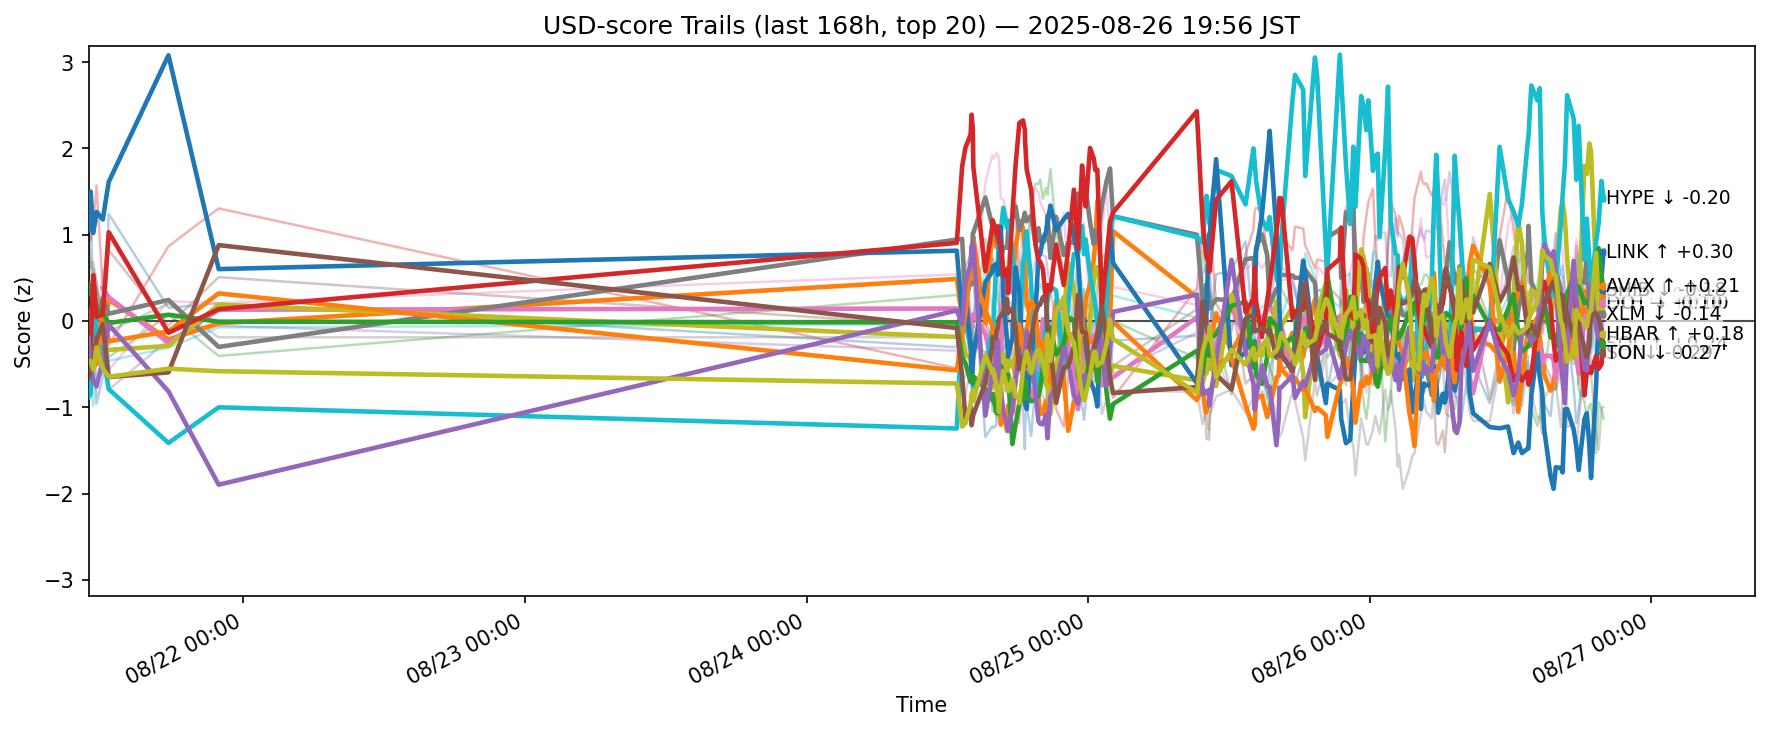 USD-score Trails (last 168h, top 20) — 2025-08-26 19:56 JST
3
2
1
0
−1
−2
−3
Score (z)
HYPE ↓ -0.20
LINK ↑ +0.30
AVAX ↑ +0.21
XLM ↓ -0.14
HBAR ↑ +0.18
TON ↓ -0.27
08/22 00:00
08/23 00:00
08/24 00:00
08/25 00:00
08/26 00:00
08/27 00:00
Time